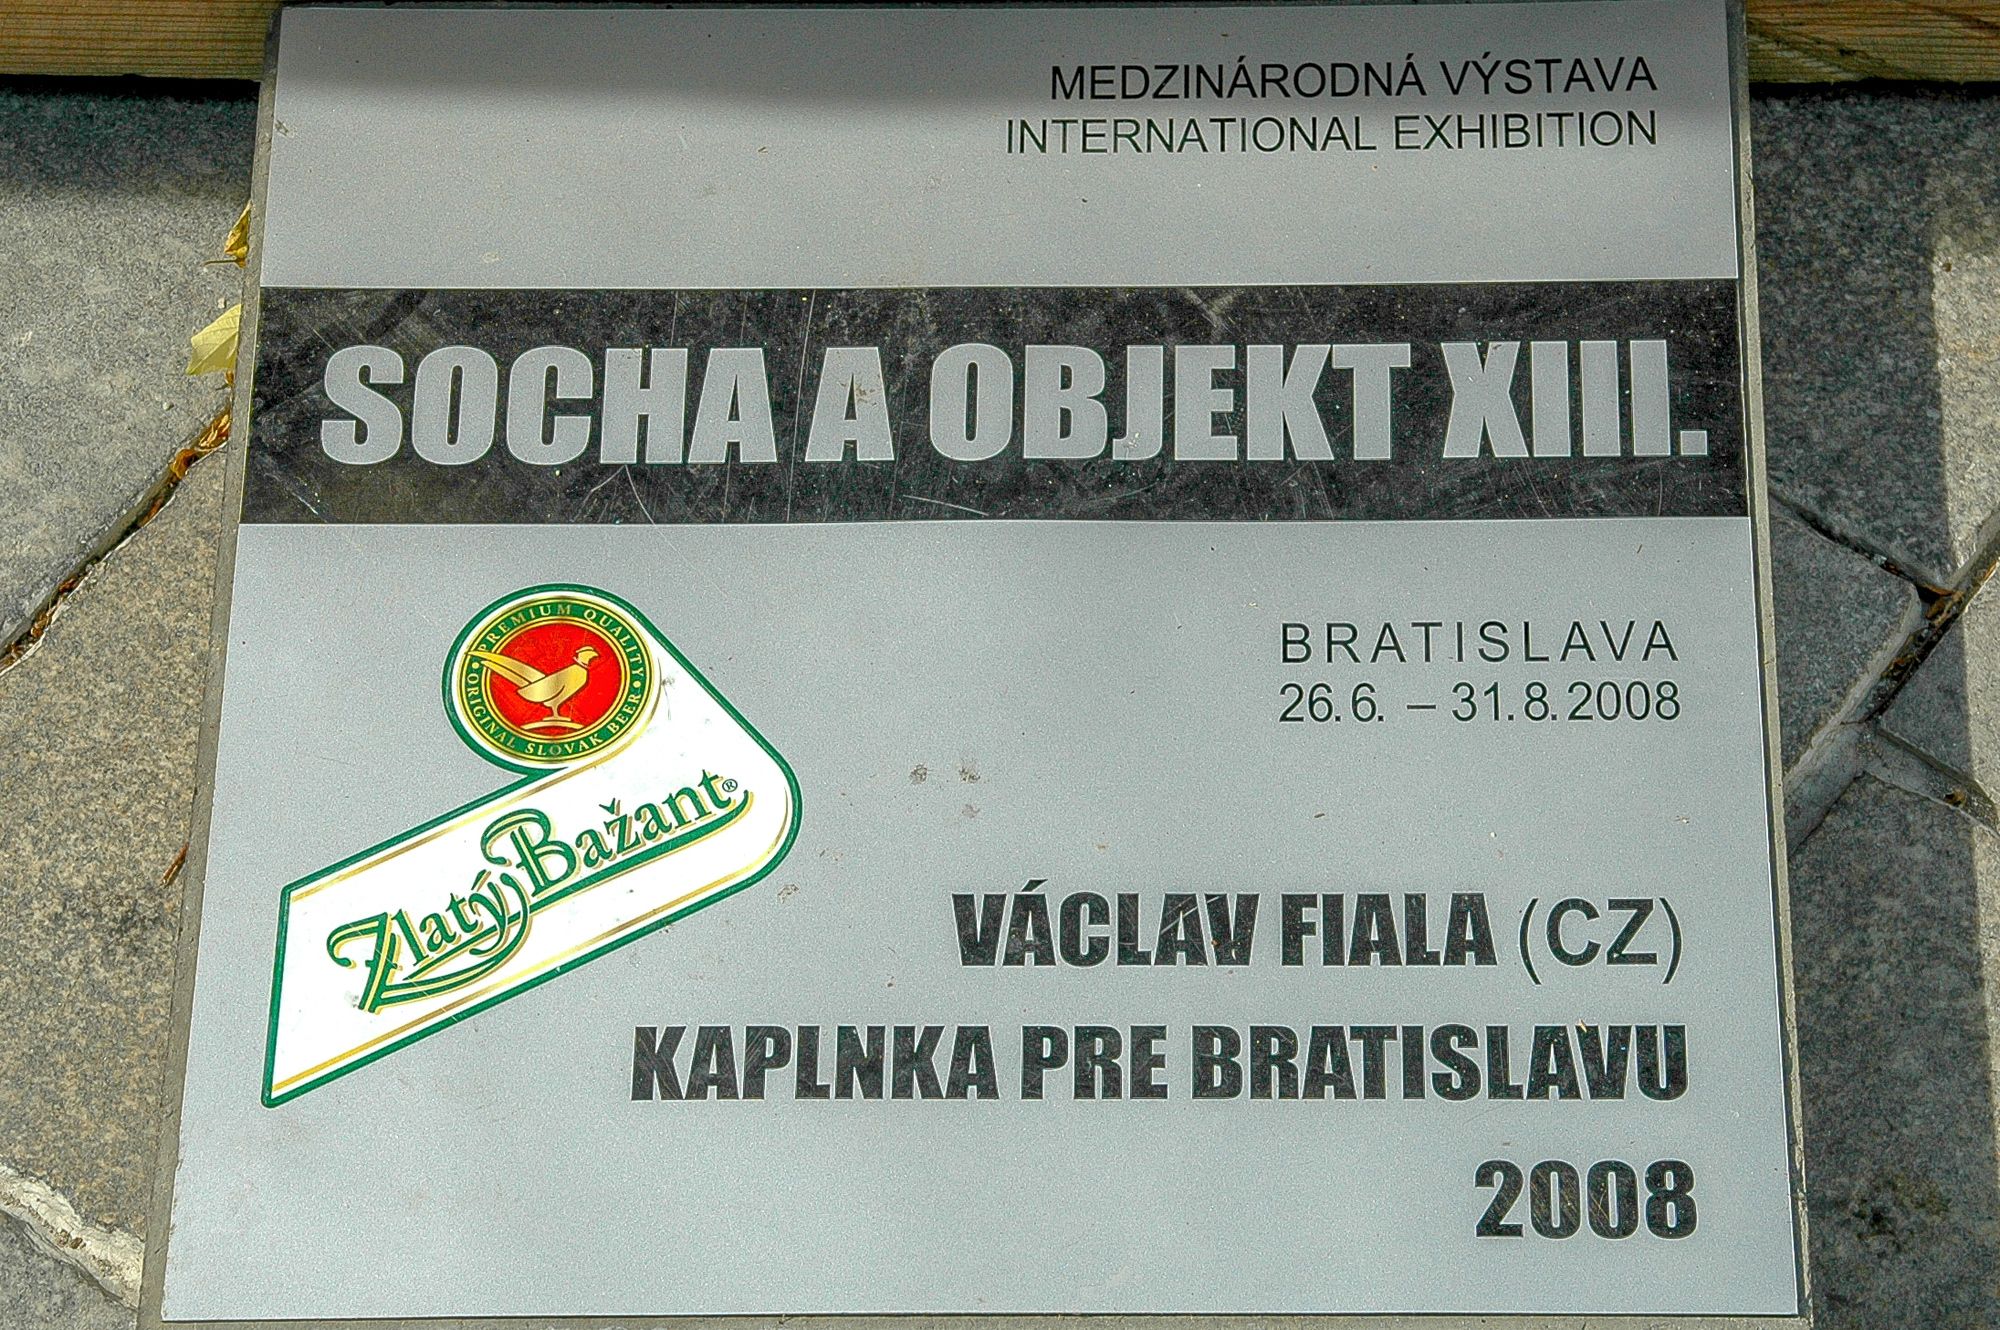 MEDZINÁRODNÁ VÝSTAVA
INTERNATIONAL EXHIBITION
SOCHA A OBJEKT XIII.
PREMIUM QUALITY
ORIGINAL SLOVAK BEER
Zlatý Bažant®
BRATISLAVA
26.6. – 31.8.2008
VÁCLAV FIALA (CZ)
KAPLNKA PRE BRATISLAVU
2008